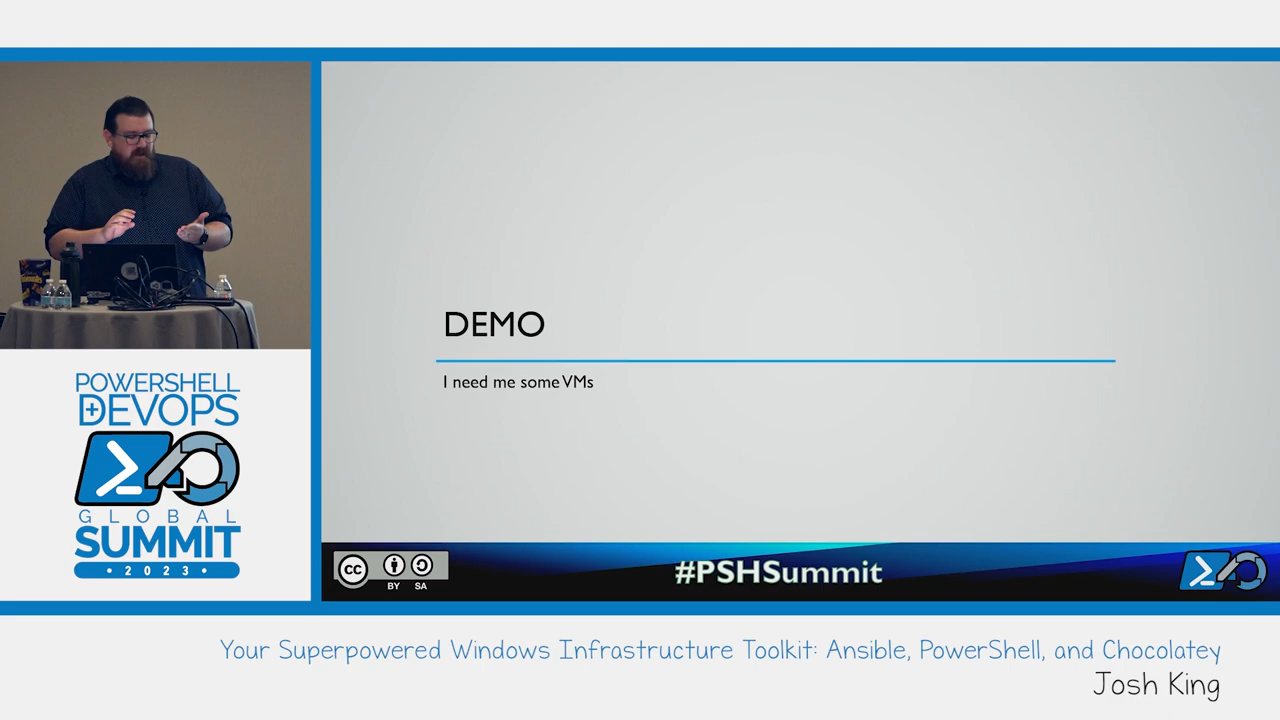 DEMO
I need me some VMs
POWERSHELL
+DEVOPS
GLOBAL
SUMMIT
•2023•
cc
BY SA
#PSHSummit
Your Superpowered Windows Infrastructure Toolkit: Ansible, PowerShell, and Chocolatey
Josh King